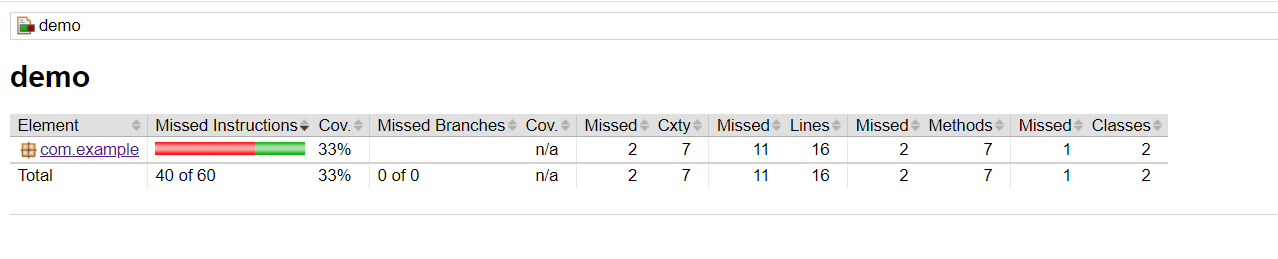 demo
demo
Element Missed Instructions Cov. Missed Branches Cov. Missed Cxty Missed Lines Missed Methods Missed Classes
com.example 33% n/a 2 7 11 16 2 7 1 2
Total 40 of 60 33% 0 of 0 n/a 2 7 11 16 2 7 1 2